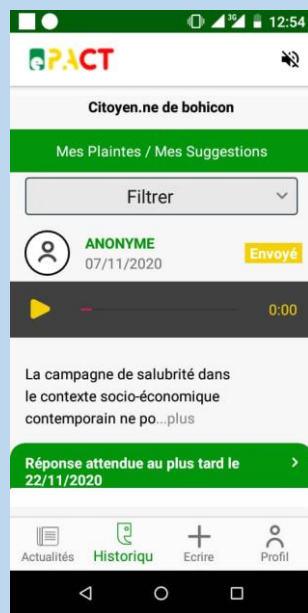 3G 12:54
ePACT
Citoyen.ne de bohicon
Mes Plaintes / Mes Suggestions
Filtrer
ANONYME
Envoyé
07/11/2020
0:00
La campagne de salubrité dans
le contexte socio-économique
contemporain ne po...plus
Réponse attendue au plus tard le
22/11/2020
Actualités Historiqu Ecrire Profil